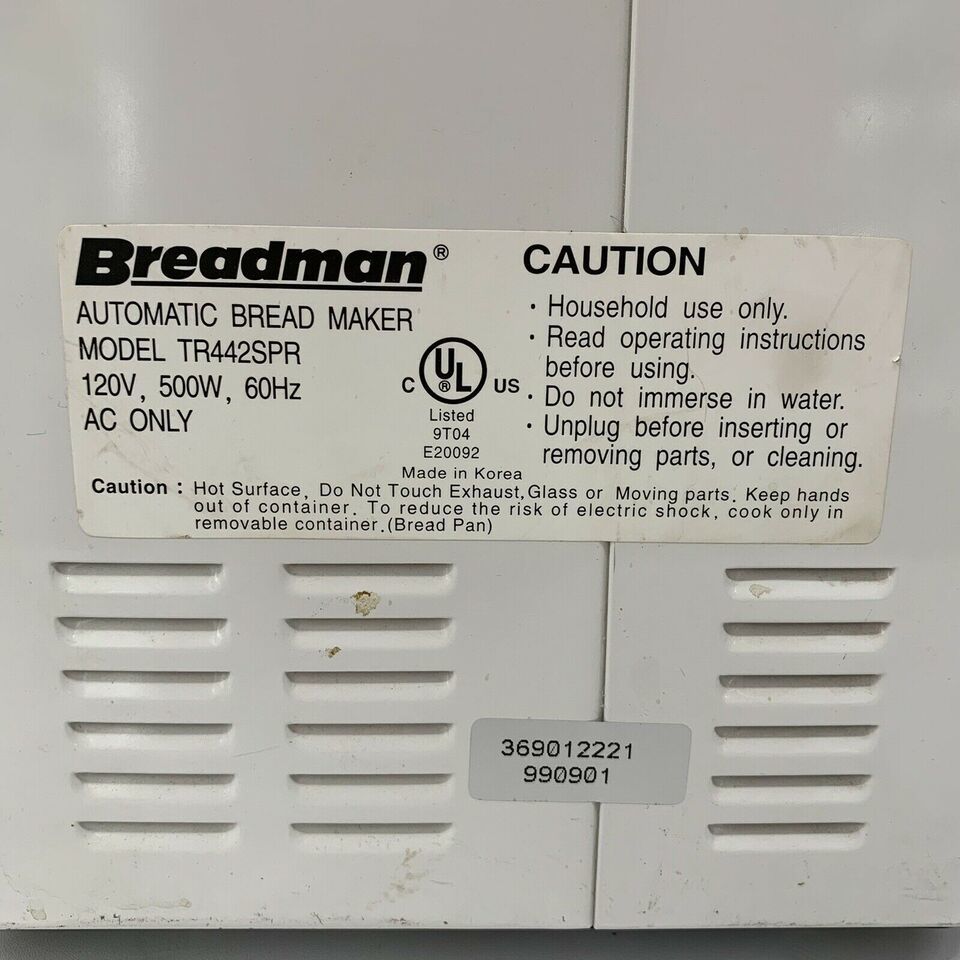 Breadman®
AUTOMATIC BREAD MAKER
MODEL TR442SPR
120V, 500W, 60Hz
AC ONLY
C UL ® US
Listed
9T04
E20092
Made in Korea
CAUTION
· Household use only.
· Read operating instructions
before using.
· Do not immerse in water.
· Unplug before inserting or
removing parts, or cleaning.
Caution : Hot Surface, Do Not Touch Exhaust,Glass or Moving parts. Keep hands
out of container. To reduce the risk of electric shock, cook only in
removable container.(Bread Pan)
369012221
990901